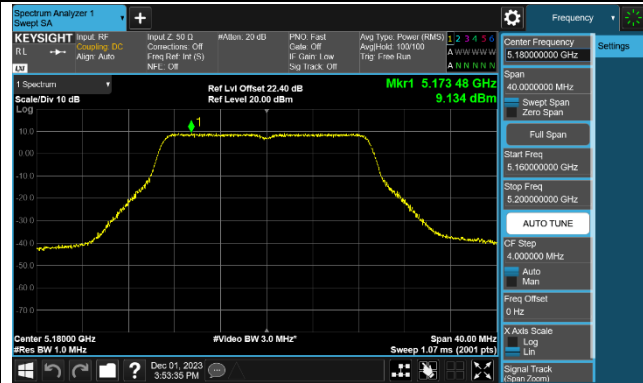 Spectrum Analyzer 1
Swept SA
Frequency
KEYSIGHT
RL
LXI
Input: RF
Coupling: DC
Align: Auto
Input Z: 50 Ω
Corrections: Off
Freq Ref: Int (S)
NFE: Off
#Atten: 20 dB
PNO: Fast
Gate: Off
IF Gain: Low
Sig Track: Off
Avg Type: Power (RMS)
Avg|Hold: 100/100
Trig: Free Run
1 2 3 4 5 6
A W W W W W
A N N N N N
1 Spectrum
Scale/Div 10 dB
Log
Ref Lvl Offset 22.40 dB
Ref Level 20.00 dBm
Mkr1 5.173 48 GHz
9.134 dBm
1
10.0
0.00
-10.0
-20.0
-30.0
-40.0
-50.0
-60.0
-70.0
Center 5.18000 GHz
#Res BW 1.0 MHz
#Video BW 3.0 MHz*
Span 40.00 MHz
Sweep 1.07 ms (2001 pts)
Center Frequency
5.180000000 GHz
Span
40.0000000 MHz
Swept Span
Zero Span
Full Span
Start Freq
5.160000000 GHz
Stop Freq
5.200000000 GHz
AUTO TUNE
CF Step
4.000000 MHz
Auto
Man
Freq Offset
0 Hz
X Axis Scale
Log
Lin
Signal Track
(Span Zoom)
Settings
?
Dec 01, 2023
3:53:35 PM